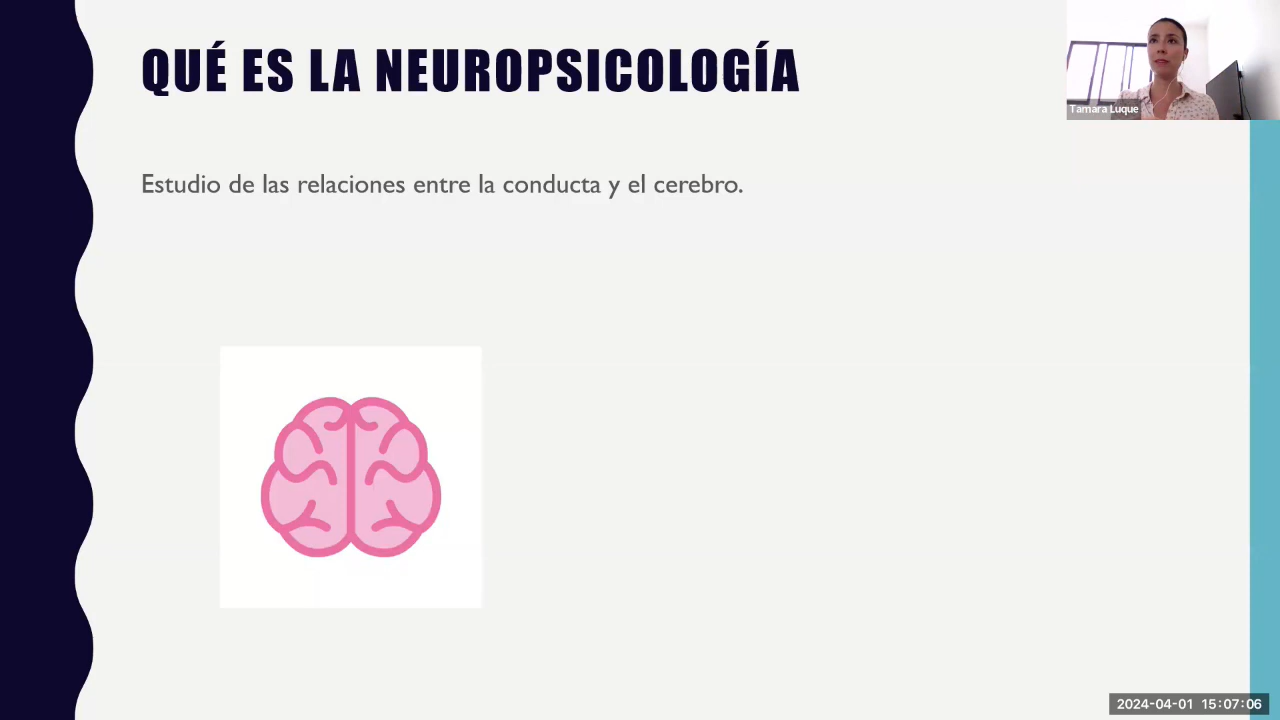 QUÉ ES LA NEUROPSICOLOGÍA
Tamara Luque
Estudio de las relaciones entre la conducta y el cerebro.
2024-04-01 15:07:06